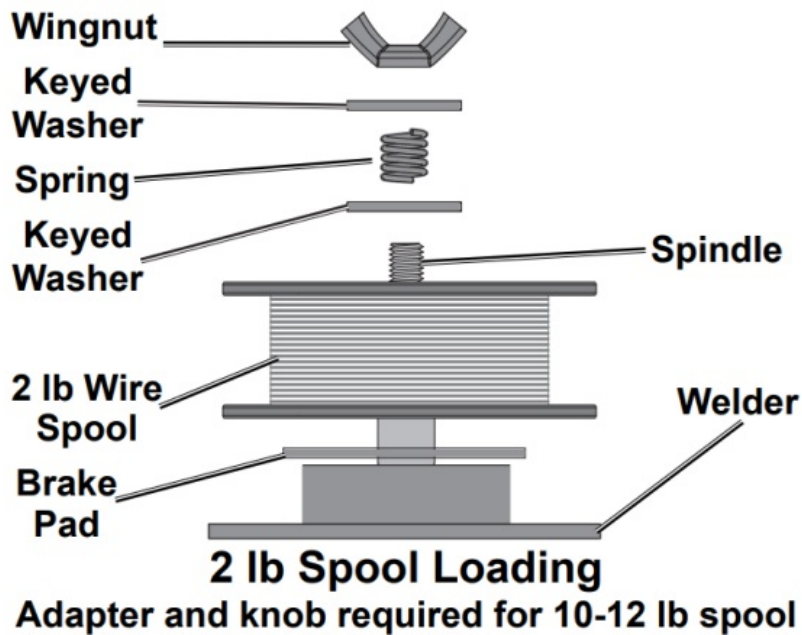 Wingnut
Keyed
Washer
Spring
Keyed
Washer
Spindle
2 lb Wire
Spool
Welder
Brake
Pad
2 lb Spool Loading
Adapter and knob required for 10-12 lb spool